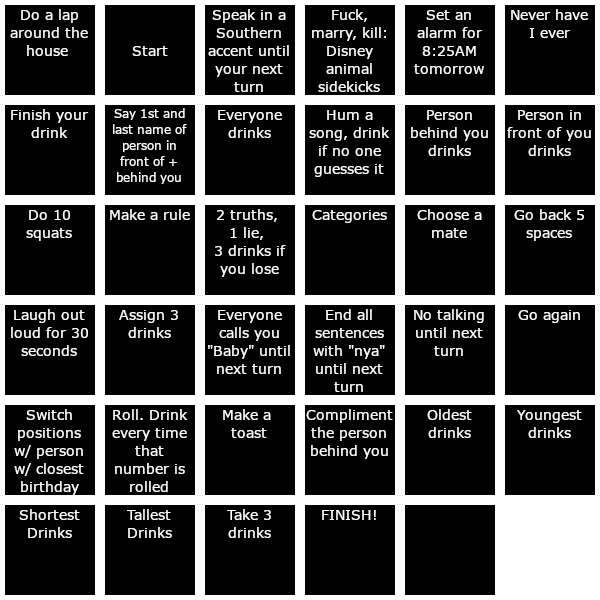 Do a lap
around the
house
Start
Speak in a
Southern
accent until
your next
turn
Fuck,
marry, kill:
Disney
animal
sidekicks
Set an
alarm for
8:25AM
tomorrow
Never have
I ever
Finish your
drink
Say 1st and
last name of
person in
front of +
behind you
Everyone
drinks
Hum a
song, drink
if no one
guesses it
Person
behind you
drinks
Person in
front of you
drinks
Do 10
squats
Make a rule
2 truths,
1 lie,
3 drinks if
you lose
Categories
Choose a
mate
Go back 5
spaces
Laugh out
loud for 30
seconds
Assign 3
drinks
Everyone
calls you
"Baby" until
next turn
End all
sentences
with "nya"
until next
turn
No talking
until next
turn
Go again
Switch
positions
w/ person
w/ closest
birthday
Roll. Drink
every time
that
number is
rolled
Make a
toast
Compliment
the person
behind you
Oldest
drinks
Youngest
drinks
Shortest
Drinks
Tallest
Drinks
Take 3
drinks
FINISH!